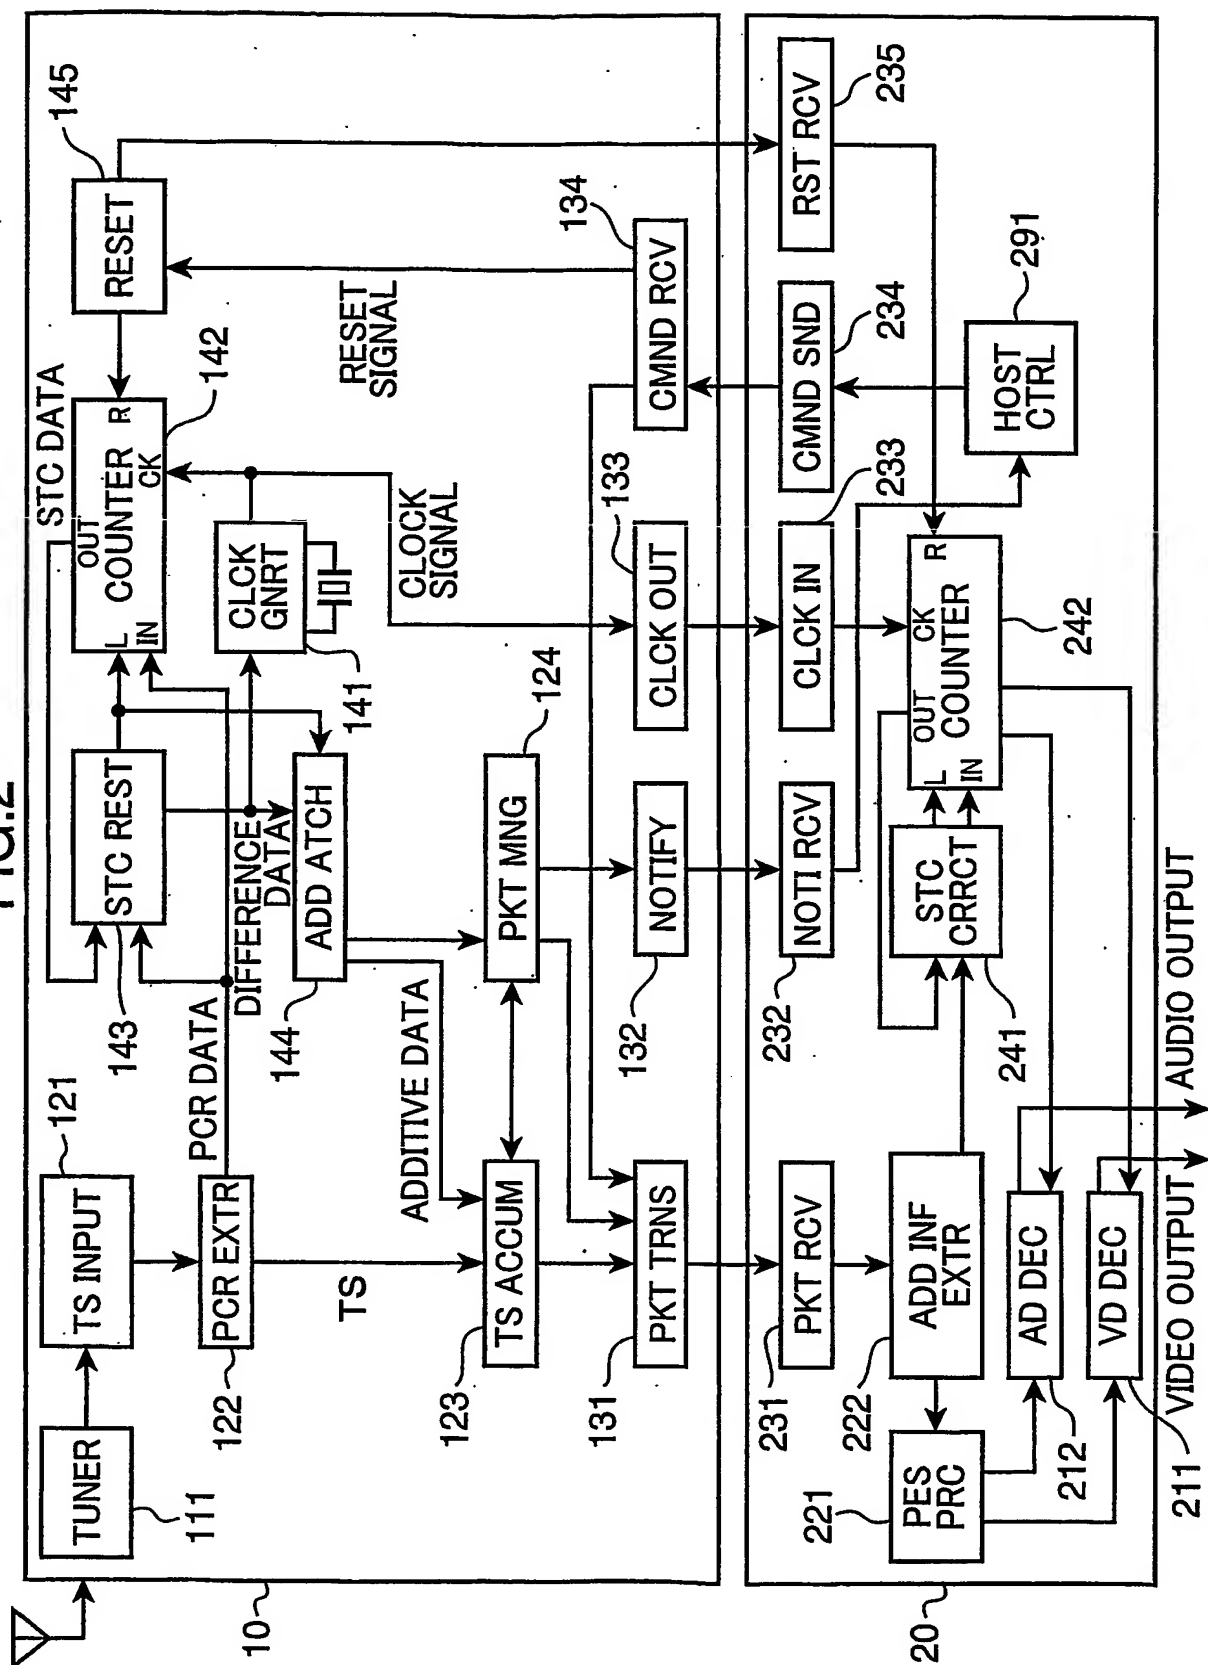 FIG.2
10
TUNER
111
TS INPUT
121
PCR EXTR
122
PCR DATA
TS
STC REST
143
STC DATA
OUT
COUNTER
L
IN
R
CK
142
RESET
145
CLCK
GNRT
141
DIFFERENCE
DATA
ADD ATCH
144
ADDITIVE DATA
CLOCK
SIGNAL
RESET
SIGNAL
TS ACCUM
123
PKT MNG
124
PKT TRNS
131
NOTIFY
132
CLCK OUT
133
CMND RCV
134
20
PKT RCV
231
NOTI RCV
232
CLCK IN
233
CMND SND
234
RST RCV
235
PES
PRC
221
ADD INF
EXTR
222
STC
CRRCT
241
OUT
CK
R
COUNTER
L
IN
242
HOST
CTRL
291
AD DEC
212
VD DEC
211
VIDEO OUTPUT
AUDIO OUTPUT